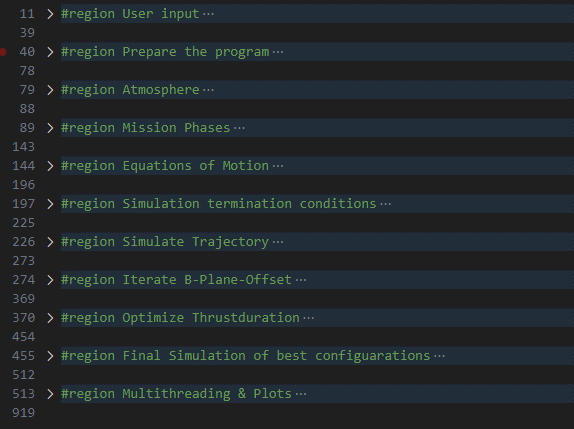 11 > #region User input ···
39
40 > #region Prepare the program ···
78
79 > #region Atmosphere ···
88
89 > #region Mission Phases ···
143
144 > #region Equations of Motion ···
196
197 > #region Simulation termination conditions ···
225
226 > #region Simulate Trajectory ···
273
274 > #region Iterate B-Plane-Offset ···
369
370 > #region Optimize Thrustduration ···
454
455 > #region Final Simulation of best configuarations ···
512
513 > #region Multithreading & Plots ···
919